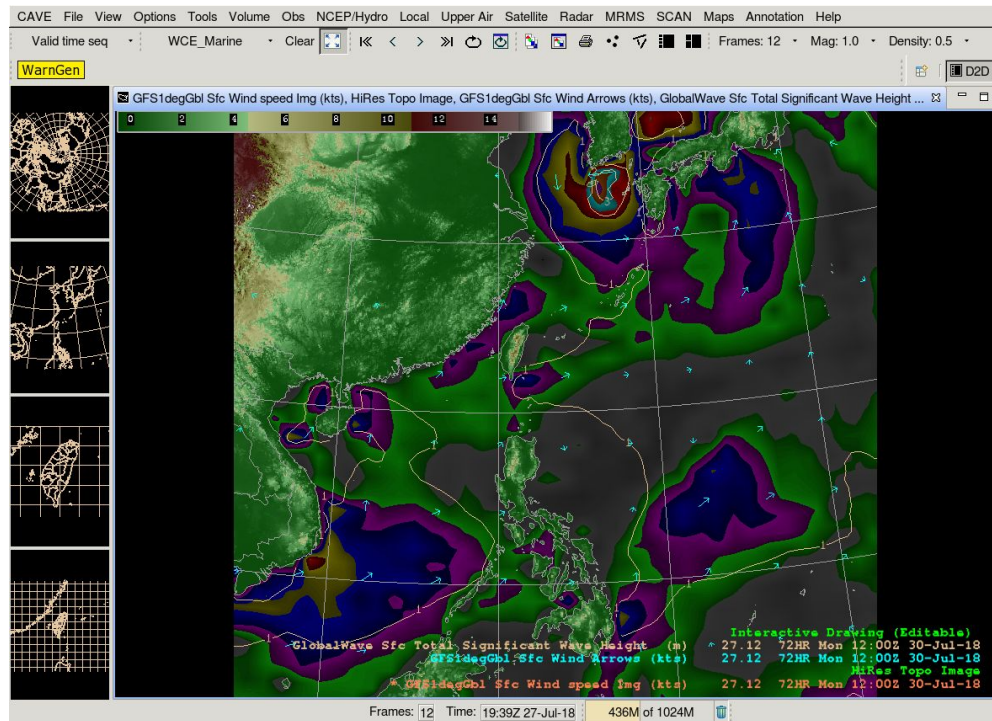 CAVE File View Options Tools Volume Obs NCEP/Hydro Local Upper Air Satellite Radar MRMS SCAN Maps Annotation Help
Valid time seq WCE_Marine Clear Frames: 12 Mag: 1.0 Density: 0.5
WarnGen D2D
GFS1degGbl Sfc Wind speed Img (kts), HiRes Topo Image, GFS1degGbl Sfc Wind Arrows (kts), GlobalWave Sfc Total Significant Wave Height ...
0 2 4 6 8 10 12 14
1
1
1
1
1
1
Interactive Drawing (Editable)
GlobalWave Sfc Total Significant Wave Height (m) 27.12 72HR Mon 12:00Z 30-Jul-18
GFS1degGbl Sfc Wind Arrows (kts) 27.12 72HR Mon 12:00Z 30-Jul-18
HiRes Topo Image
* GFS1degGbl Sfc Wind speed Img (kts) 27.12 72HR Mon 12:00Z 30-Jul-18
Frames: 12 Time: 19:39Z 27-Jul-18 436M of 1024M